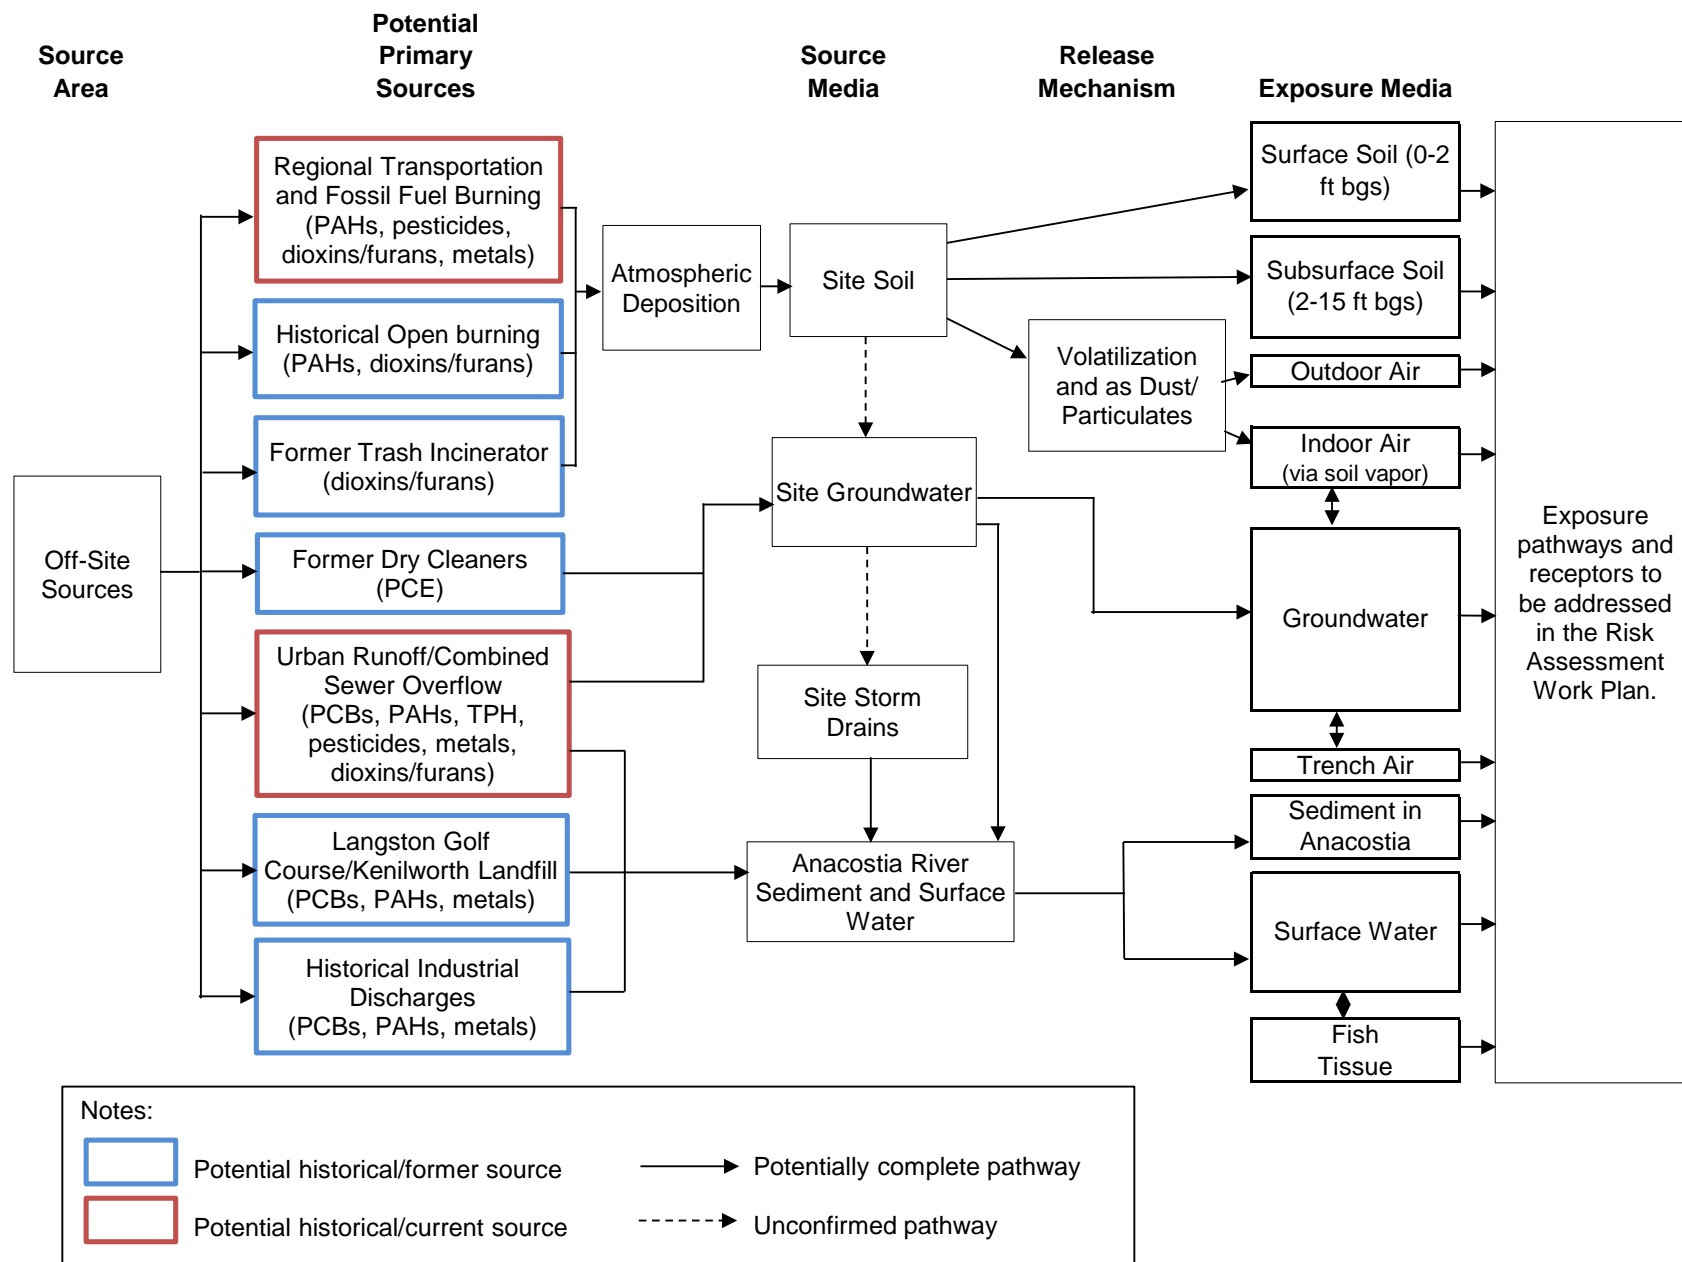 Source
Area
Potential
Primary
Sources
Source
Media
Release
Mechanism
Exposure Media
Off-Site
Sources
Regional Transportation
and Fossil Fuel Burning
(PAHs, pesticides,
dioxins/furans, metals)
Historical Open burning
(PAHs, dioxins/furans)
Former Trash Incinerator
(dioxins/furans)
Former Dry Cleaners
(PCE)
Urban Runoff/Combined
Sewer Overflow
(PCBs, PAHs, TPH,
pesticides, metals,
dioxins/furans)
Langston Golf
Course/Kenilworth Landfill
(PCBs, PAHs, metals)
Historical Industrial
Discharges
(PCBs, PAHs, metals)
Atmospheric
Deposition
Site Soil
Site Groundwater
Site Storm
Drains
Anacostia River
Sediment and Surface
Water
Volatilization
and as Dust/
Particulates
Surface Soil (0-2
ft bgs)
Subsurface Soil
(2-15 ft bgs)
Outdoor Air
Indoor Air
(via soil vapor)
Groundwater
Trench Air
Sediment in
Anacostia
Surface Water
Fish
Tissue
Exposure
pathways and
receptors to
be addressed
in the Risk
Assessment
Work Plan.
Notes:
Potential historical/former source
Potentially complete pathway
Potential historical/current source
Unconfirmed pathway